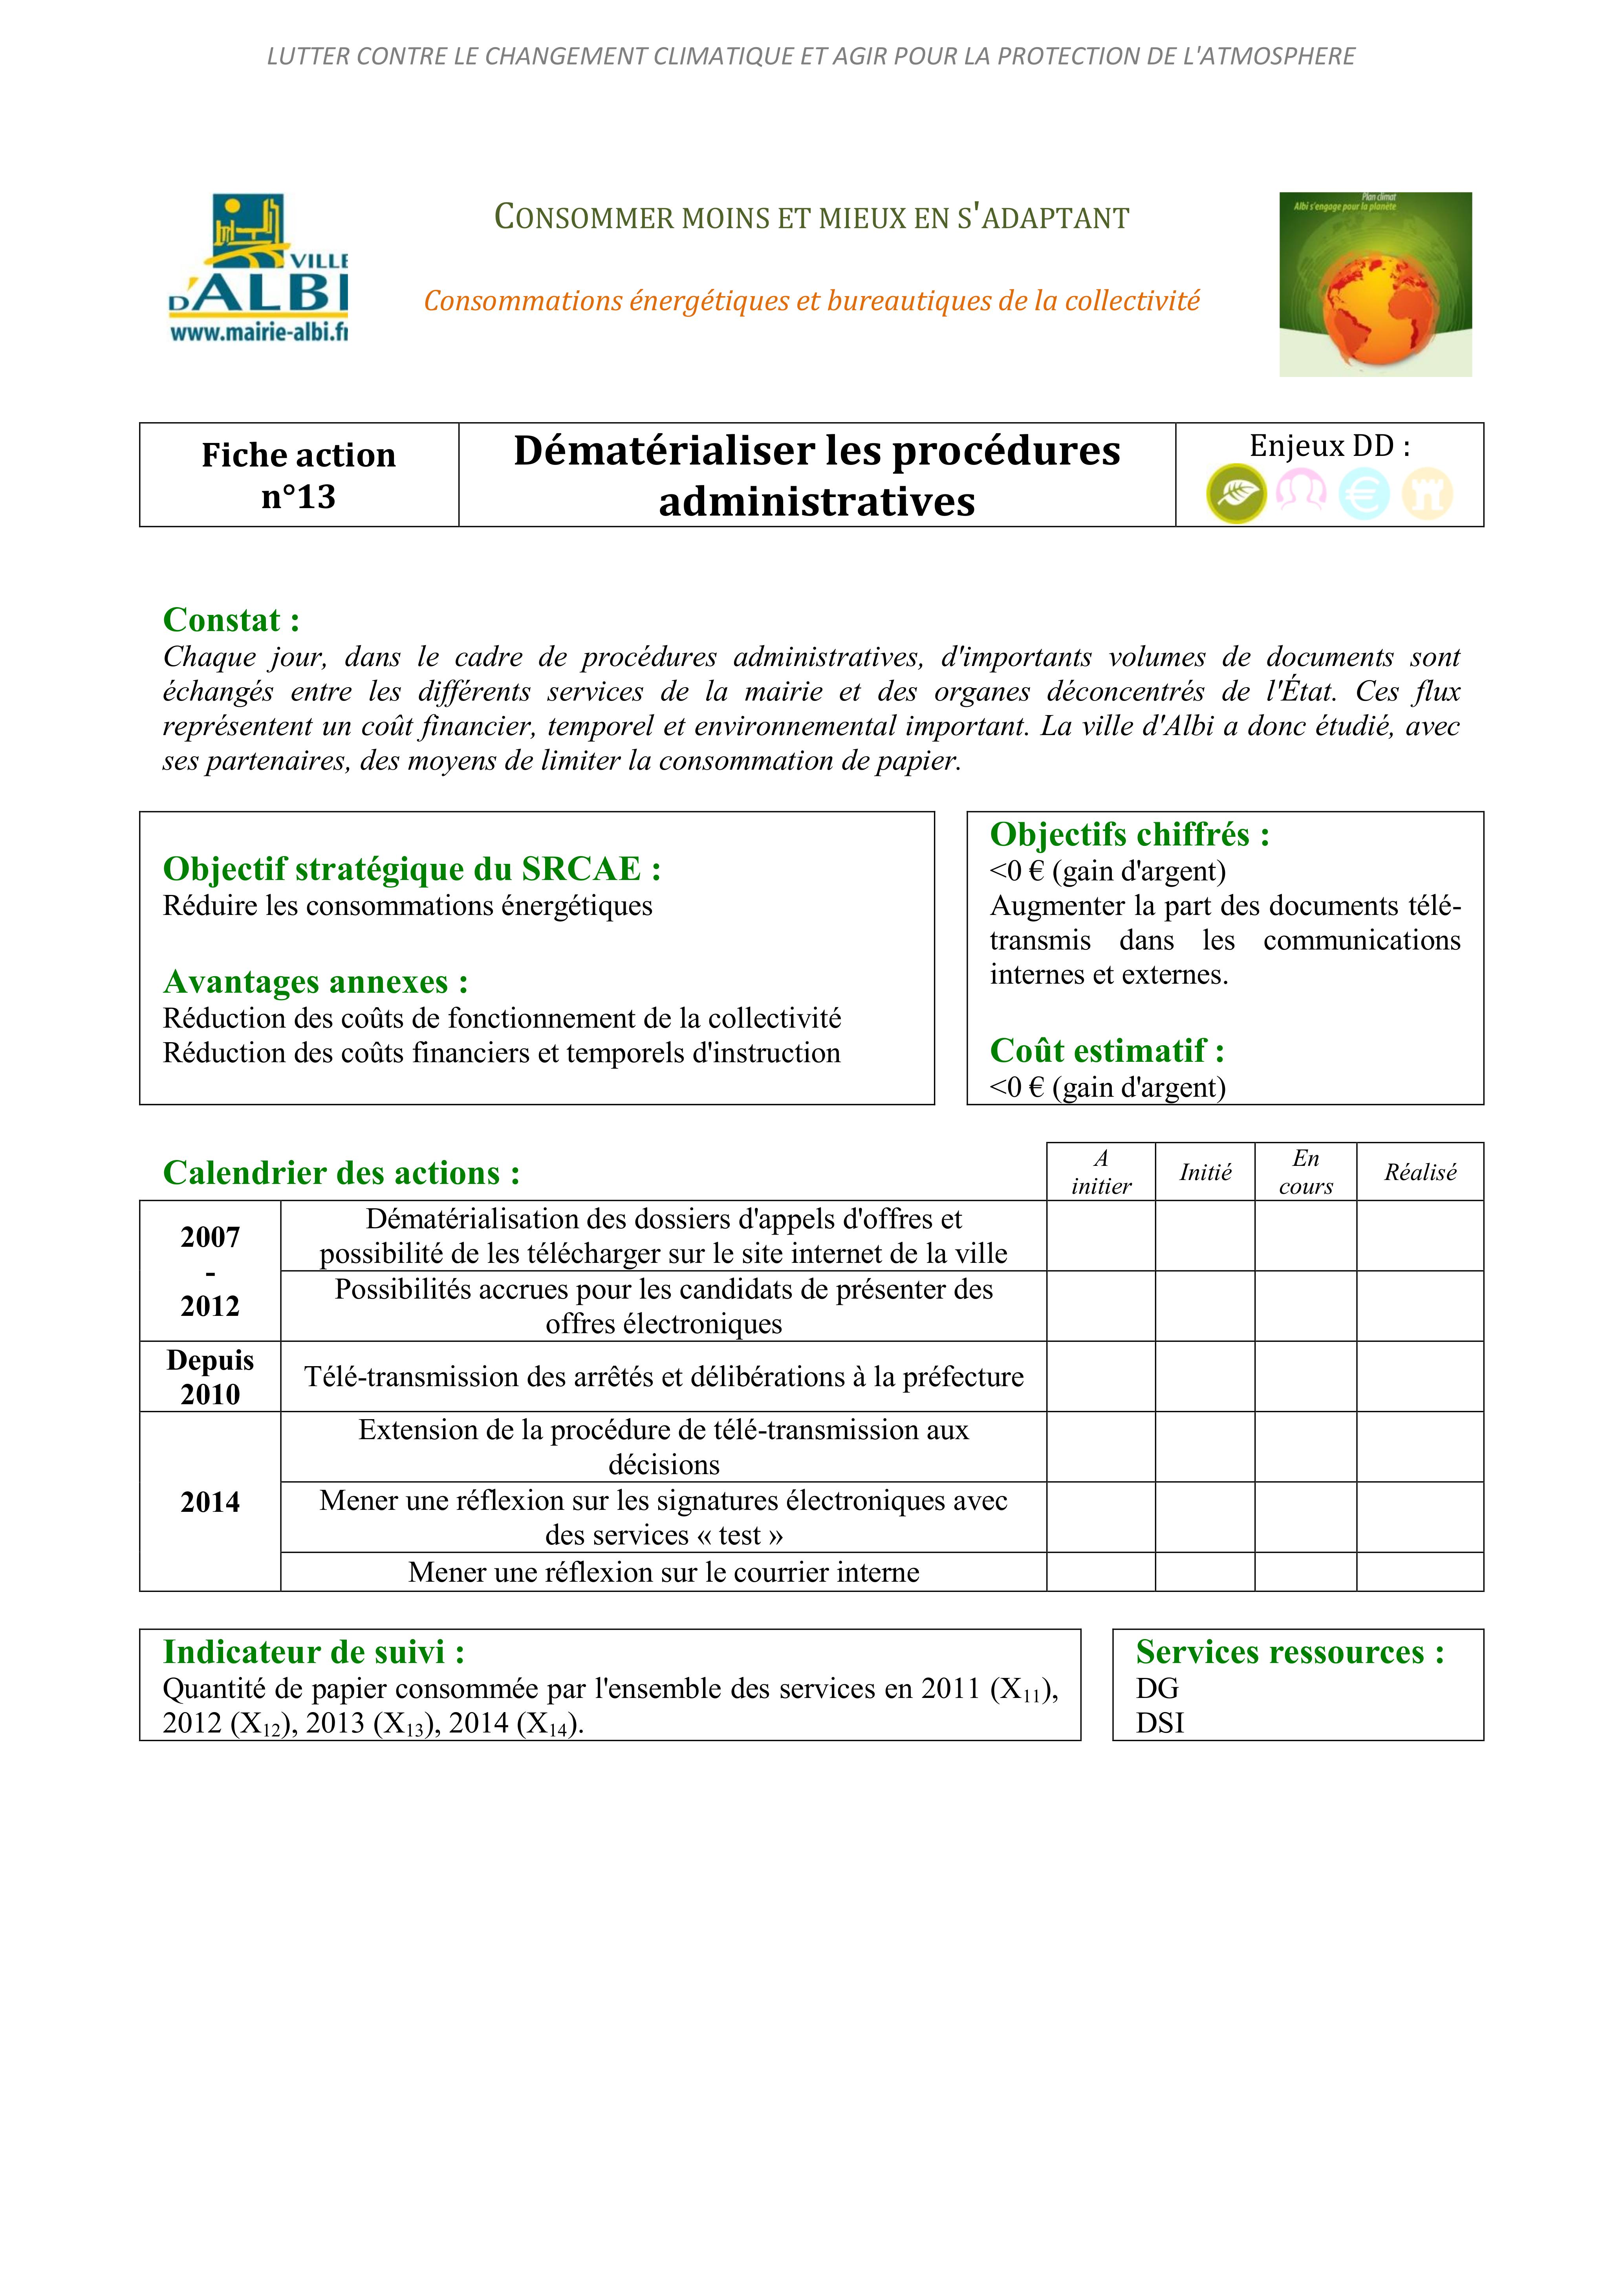 LUTTER CONTRE LE CHANGEMENT CLIMATIQUE ET AGIR POUR LA PROTECTION DE L'ATMOSPHERE
VILLE
D'ALBI
www.mairie-albi.fr
CONSOMMER MOINS ET MIEUX EN S'ADAPTANT
Consommations énergétiques et bureautiques de la collectivité
Plan climat
Albi s'engage pour la planète
Fiche action
n°13
Dématérialiser les procédures
administratives
Enjeux DD :
Constat :
Chaque jour, dans le cadre de procédures administratives, d'importants volumes de documents sont
échangés entre les différents services de la mairie et des organes déconcentrés de l'État. Ces flux
représentent un coût financier, temporel et environnemental important. La ville d'Albi a donc étudié, avec
ses partenaires, des moyens de limiter la consommation de papier.
Objectif stratégique du SRCAE :
Réduire les consommations énergétiques
Avantages annexes :
Réduction des coûts de fonctionnement de la collectivité
Réduction des coûts financiers et temporels d'instruction
Objectifs chiffrés :
<0 € (gain d'argent)
Augmenter la part des documents télé-
transmis dans les communications
internes et externes.
Coût estimatif :
<0 € (gain d'argent)
Calendrier des actions :
A
initier
Initié
En
cours
Réalisé
2007
-
2012
Dématérialisation des dossiers d'appels d'offres et
possibilité de les télécharger sur le site internet de la ville
Possibilités accrues pour les candidats de présenter des
offres électroniques
Depuis
2010
Télé-transmission des arrêtés et délibérations à la préfecture
2014
Extension de la procédure de télé-transmission aux
décisions
Mener une réflexion sur les signatures électroniques avec
des services « test »
Mener une réflexion sur le courrier interne
Indicateur de suivi :
Quantité de papier consommée par l'ensemble des services en 2011 (X11),
2012 (X12), 2013 (X13), 2014 (X14).
Services ressources :
DG
DSI